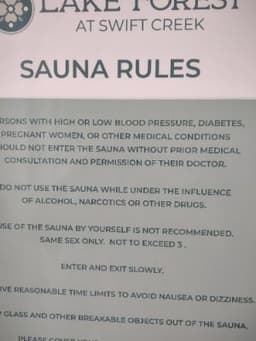 LAKE FOREST
AT SWIFT CREEK
SAUNA RULES
RSONS WITH HIGH OR LOW BLOOD PRESSURE, DIABETES,
PREGNANT WOMEN, OR OTHER MEDICAL CONDITIONS
HOULD NOT ENTER THE SAUNA WITHOUT PRIOR MEDICAL
CONSULTATION AND PERMISSION OF THEIR DOCTOR.
DO NOT USE THE SAUNA WHILE UNDER THE INFLUENCE
OF ALCOHOL, NARCOTICS OR OTHER DRUGS.
SE OF THE SAUNA BY YOURSELF IS NOT RECOMMENDED.
SAME SEX ONLY. NOT TO EXCEED 3.
ENTER AND EXIT SLOWLY.
VE REASONABLE TIME LIMITS TO AVOID NAUSEA OR DIZZINESS.
GLASS AND OTHER BREAKABLE OBJECTS OUT OF THE SAUNA.
PLEASE